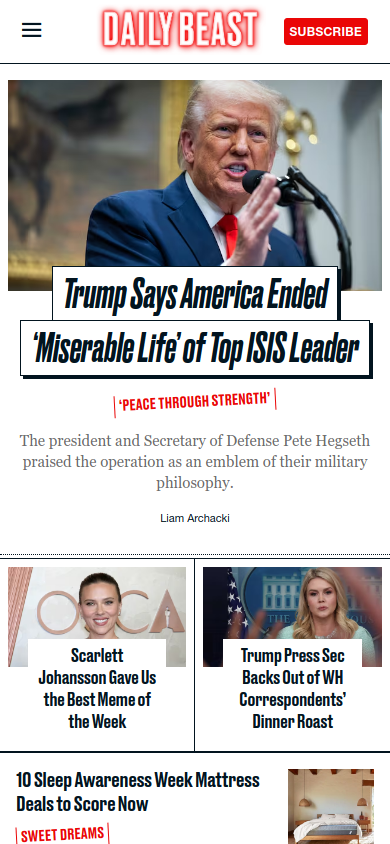 DAILY BEAST
SUBSCRIBE
Trump Says America Ended
‘Miserable Life’ of Top ISIS Leader
‘PEACE THROUGH STRENGTH’
The president and Secretary of Defense Pete Hegseth
praised the operation as an emblem of their military
philosophy.
Liam Archacki
OCA
Scarlett
Johansson Gave Us
the Best Meme of
the Week
Trump Press Sec
Backs Out of WH
Correspondents’
Dinner Roast
10 Sleep Awareness Week Mattress
Deals to Score Now
SWEET DREAMS